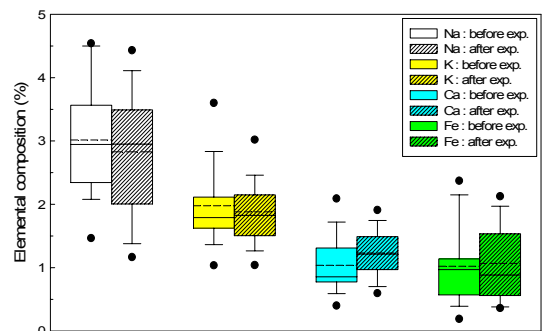 5
4
3
2
1
0
Elemental composition (%)
Na : before exp.
Na : after exp.
K : before exp.
K : after exp.
Ca : before exp.
Ca : after exp.
Fe : before exp.
Fe : after exp.